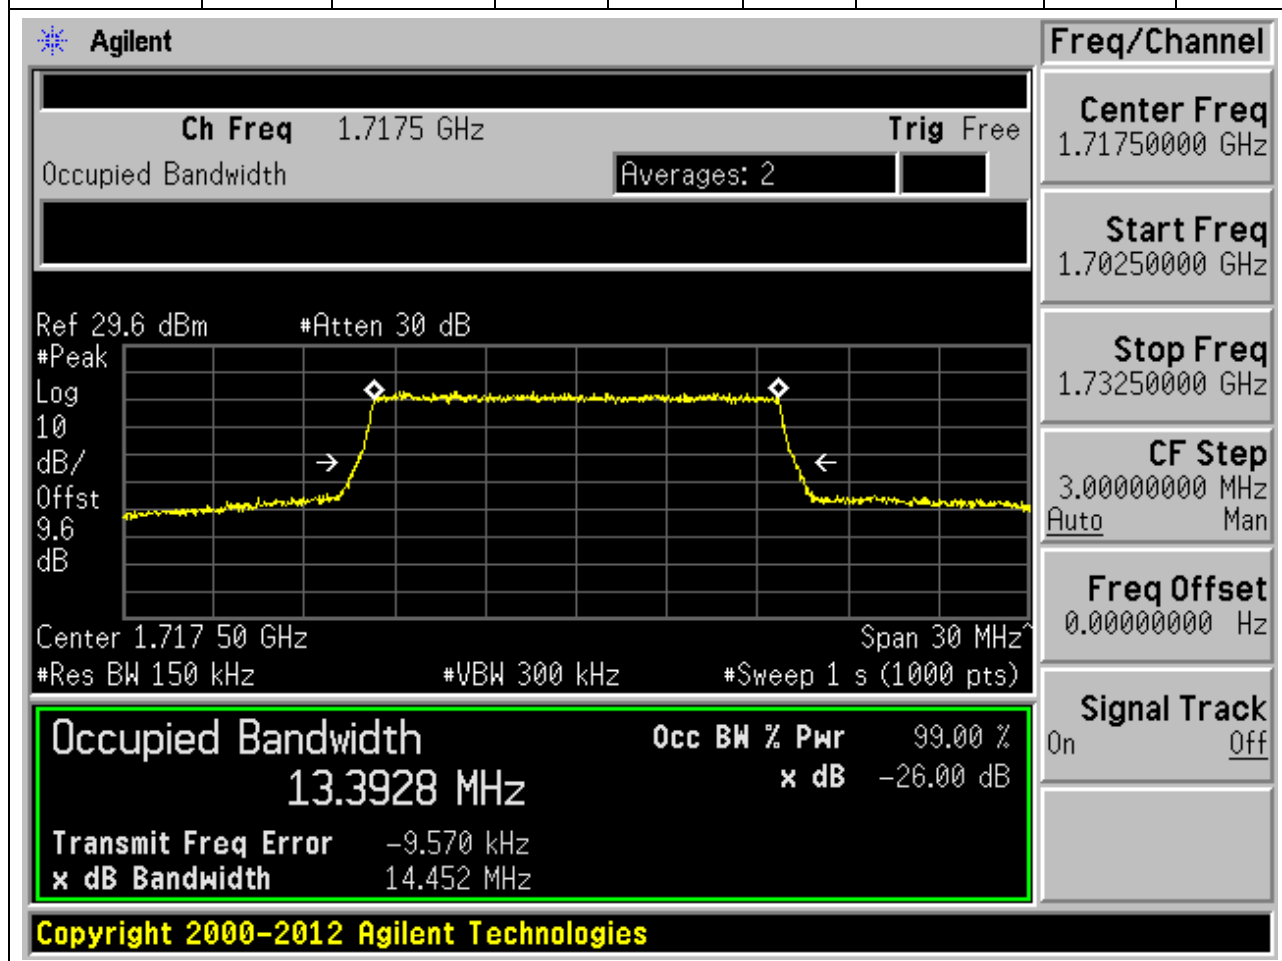 Agilent
Freq/Channel
Ch Freq 1.7175 GHz Trig Free
Occupied Bandwidth Averages: 2
Center Freq
1.71750000 GHz
Start Freq
1.70250000 GHz
Stop Freq
1.73250000 GHz
CF Step
3.00000000 MHz
Auto Man
Freq Offset
0.00000000 Hz
Signal Track
On Off
Ref 29.6 dBm #Atten 30 dB
#Peak
Log
10
dB/
Offst
9.6
dB
Center 1.717 50 GHz Span 30 MHz^
#Res BW 150 kHz #VBW 300 kHz #Sweep 1 s (1000 pts)
Occupied Bandwidth Occ BW % Pwr 99.00 %
13.3928 MHz x dB -26.00 dB
Transmit Freq Error -9.570 kHz
x dB Bandwidth 14.452 MHz
Copyright 2000-2012 Agilent Technologies